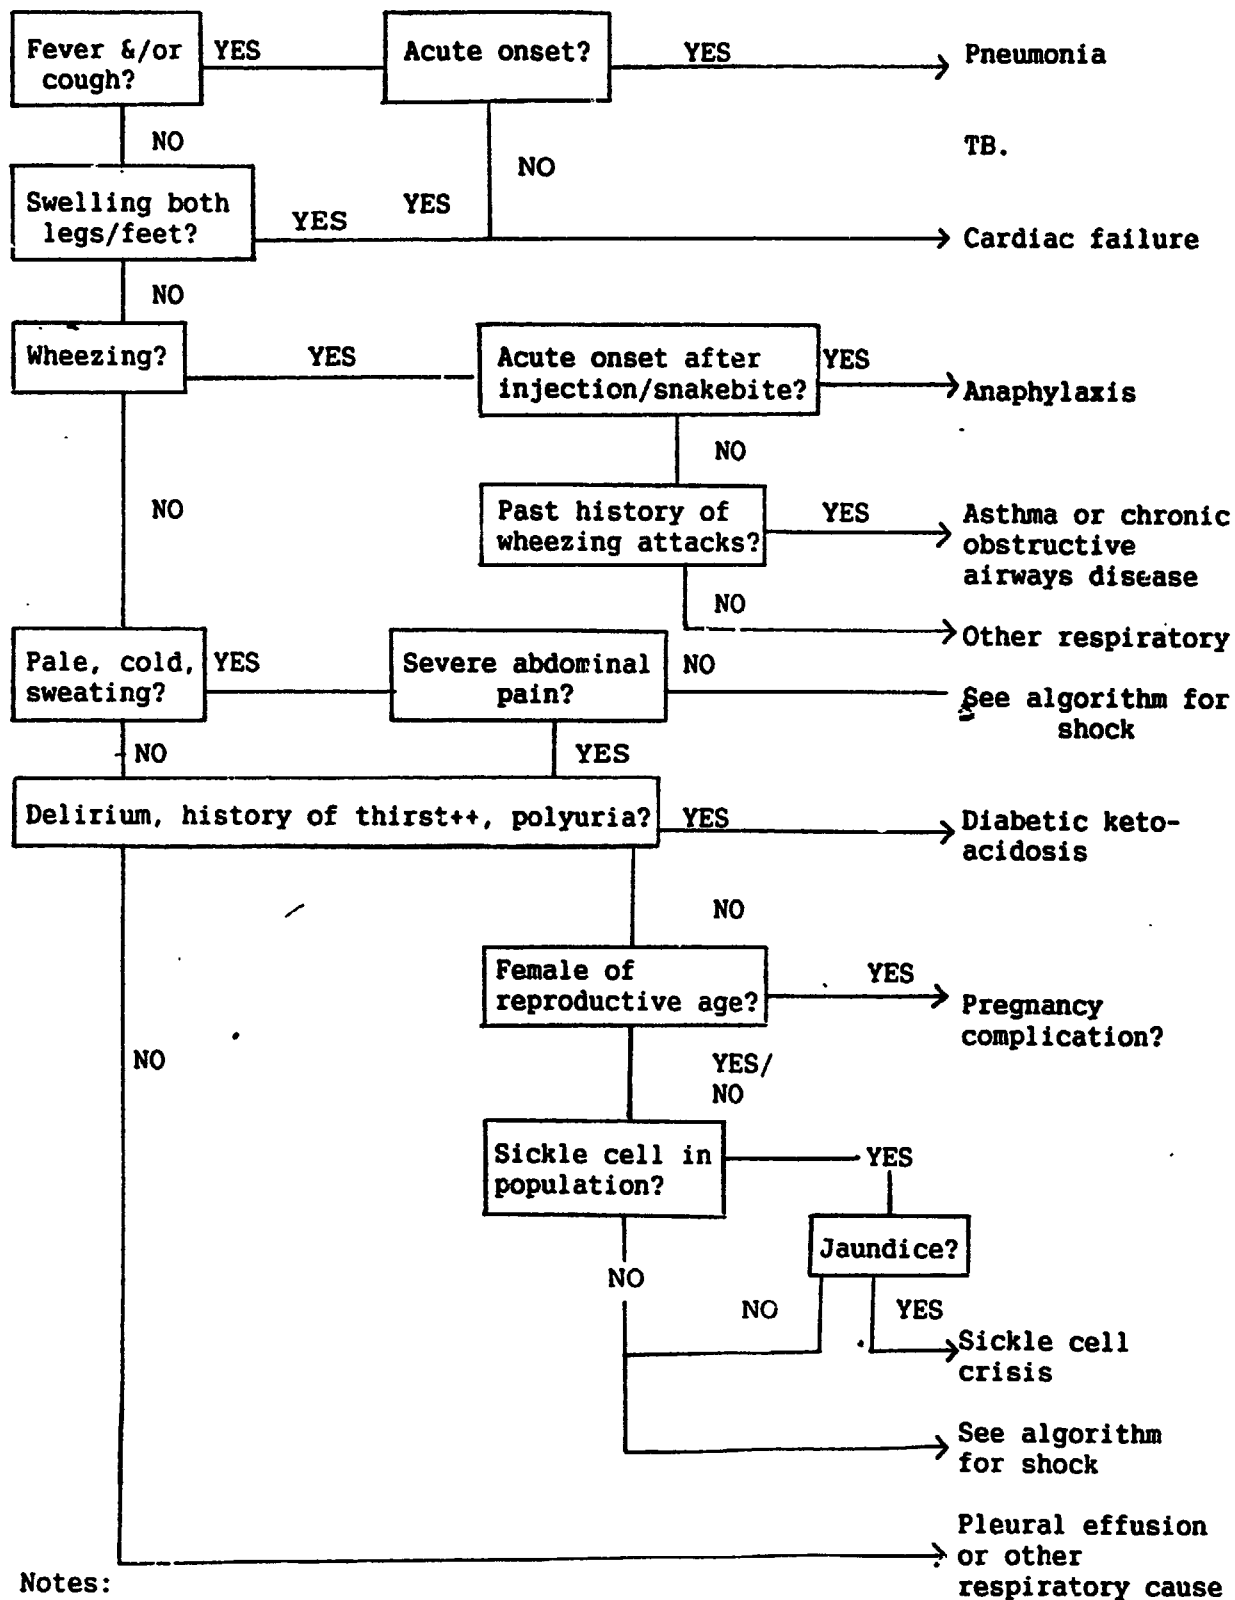 Fever &/or
cough?
YES
Acute onset?
YES
Pneumonia
NO
TB.
NO
Swelling both
legs/feet?
YES
YES
Cardiac failure
NO
Wheezing?
YES
Acute onset after
injection/snakebite?
YES
Anaphylaxis
NO
NO
Past history of
wheezing attacks?
YES
Asthma or chronic
obstructive
airways disease
NO
Other respiratory
Pale, cold,
sweating?
YES
Severe abdominal
pain?
NO
See algorithm for
shock
NO
YES
Delirium, history of thirst++, polyuria?
YES
Diabetic keto-
acidosis
NO
Female of
reproductive age?
YES
Pregnancy
complication?
NO
YES/
NO
Sickle cell in
population?
YES
Jaundice?
NO
NO
YES
Sickle cell
crisis
See algorithm
for shock
Pleural effusion
or other
respiratory cause
Notes: